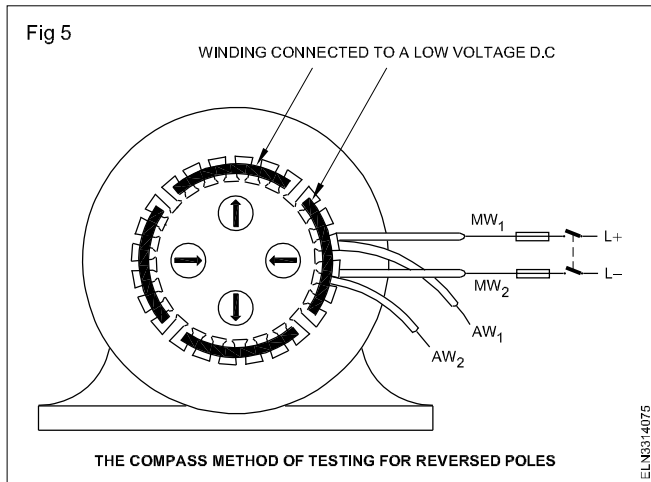 Fig 5
WINDING CONNECTED TO A LOW VOLTAGE D.C
MW1
L+
MW2
L–
AW1
AW2
THE COMPASS METHOD OF TESTING FOR REVERSED POLES
ELN3314075